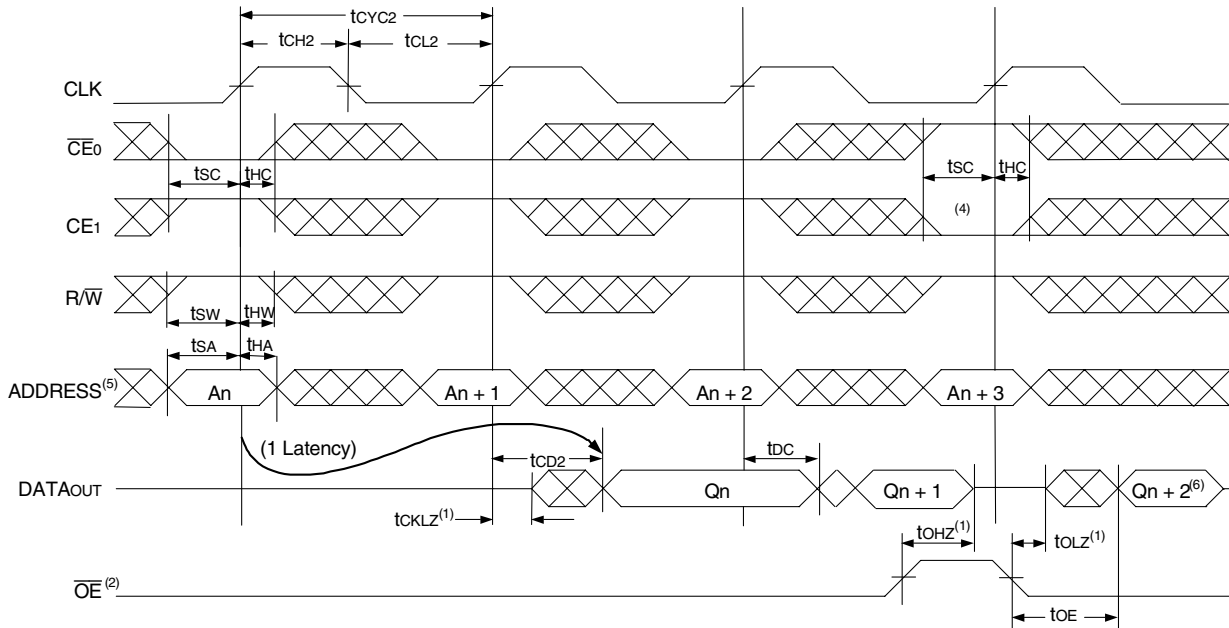 tCYC2
tCH2
tCL2
CLK
CE0
tSC
tHC
tSC
tHC
(4)
CE1
R/W
tSW
tHW
tSA
tHA
ADDRESS(5)
An
An + 1
An + 2
An + 3
(1 Latency)
tCD2
tDC
DATAOUT
Qn
Qn + 1
Qn + 2(6)
tCKLZ(1)
tOHZ(1)
tOLZ(1)
OE(2)
tOE